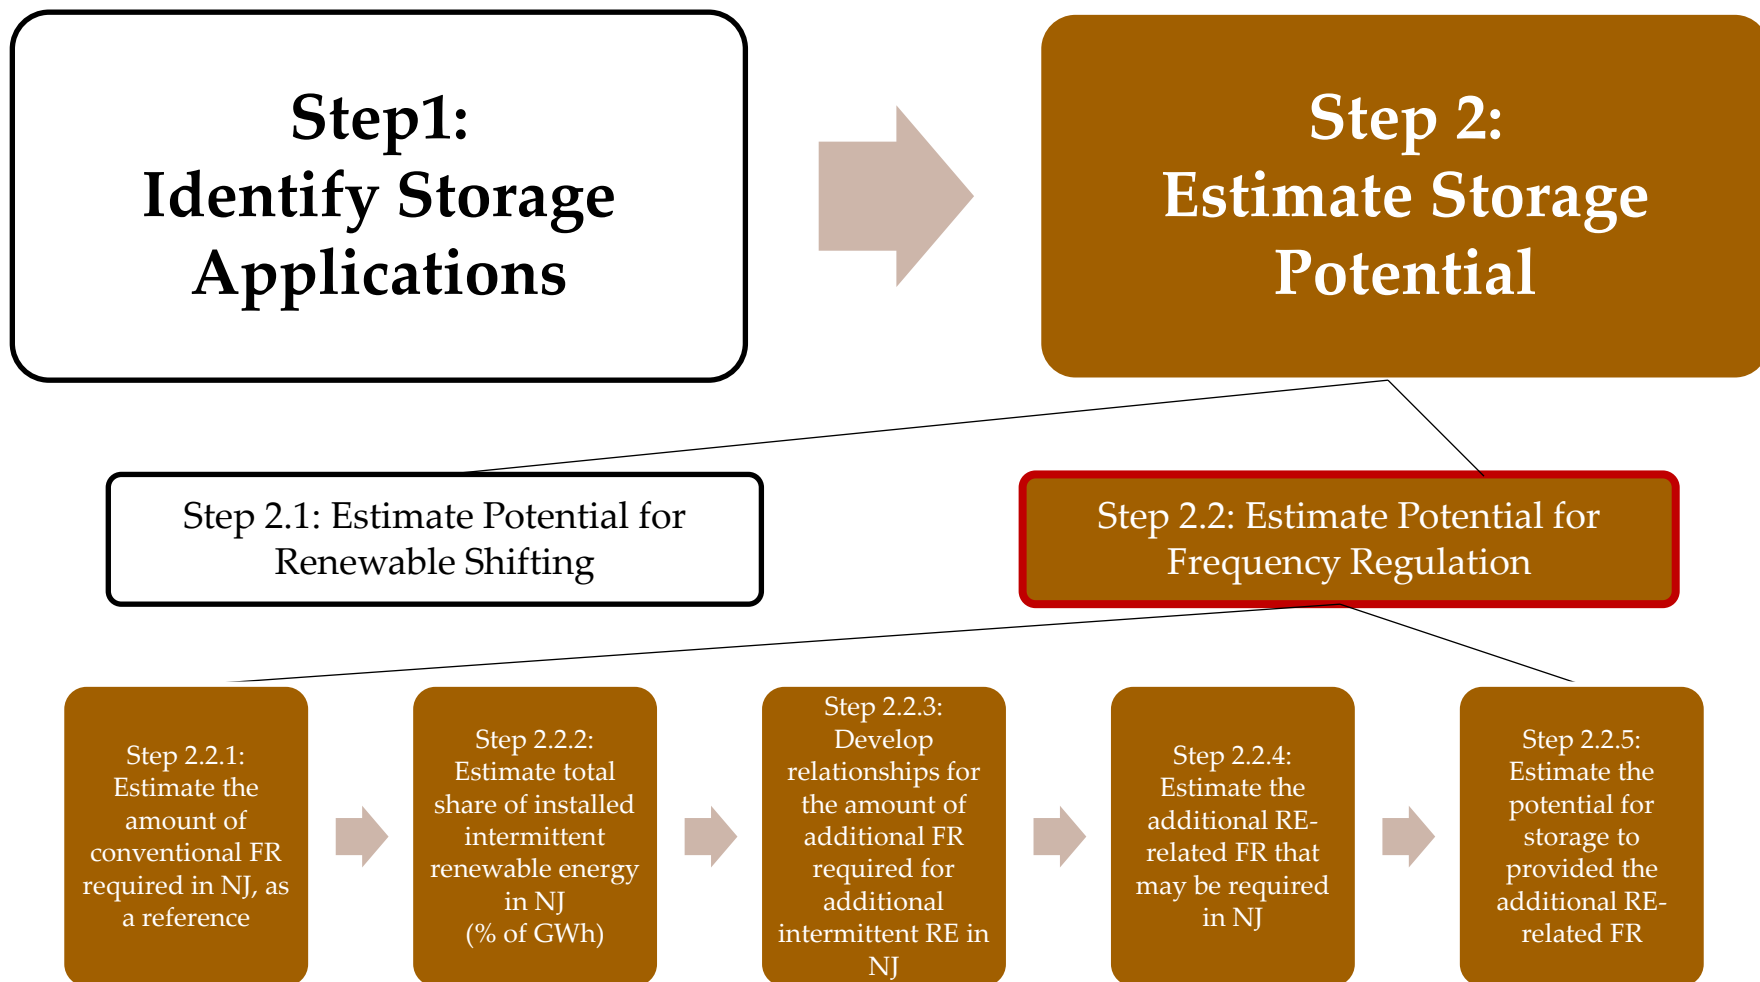 Step1:
Identify Storage
Applications
Step 2:
Estimate Storage
Potential
Step 2.1: Estimate Potential for
Renewable Shifting
Step 2.2: Estimate Potential for
Frequency Regulation
Step 2.2.1:
Estimate the
amount of
conventional FR
required in NJ, as
a reference
Step 2.2.2:
Estimate total
share of installed
intermittent
renewable energy
in NJ
(% of GWh)
Step 2.2.3:
Develop
relationships for
the amount of
additional FR
required for
additional
intermittent RE in
NJ
Step 2.2.4:
Estimate the
additional RE-
related FR that
may be required
in NJ
Step 2.2.5:
Estimate the
potential for
storage to
provided the
additional RE-
related FR